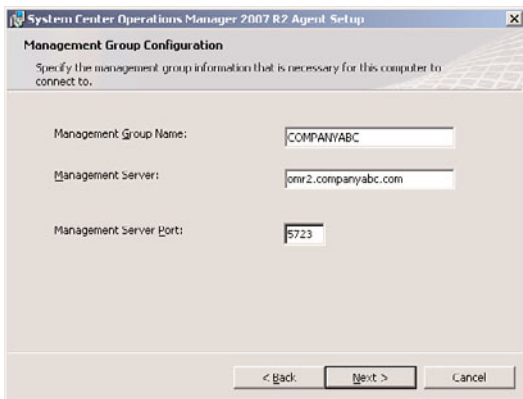 System Center Operations Manager 2007 R2 Agent Setup
Management Group Configuration
Specify the management group information that is necessary for this computer to
connect to.
Management Group Name:
COMPANYABC
Management Server:
omr2.companyabc.com
Management Server Port:
5723
< Back
Next >
Cancel